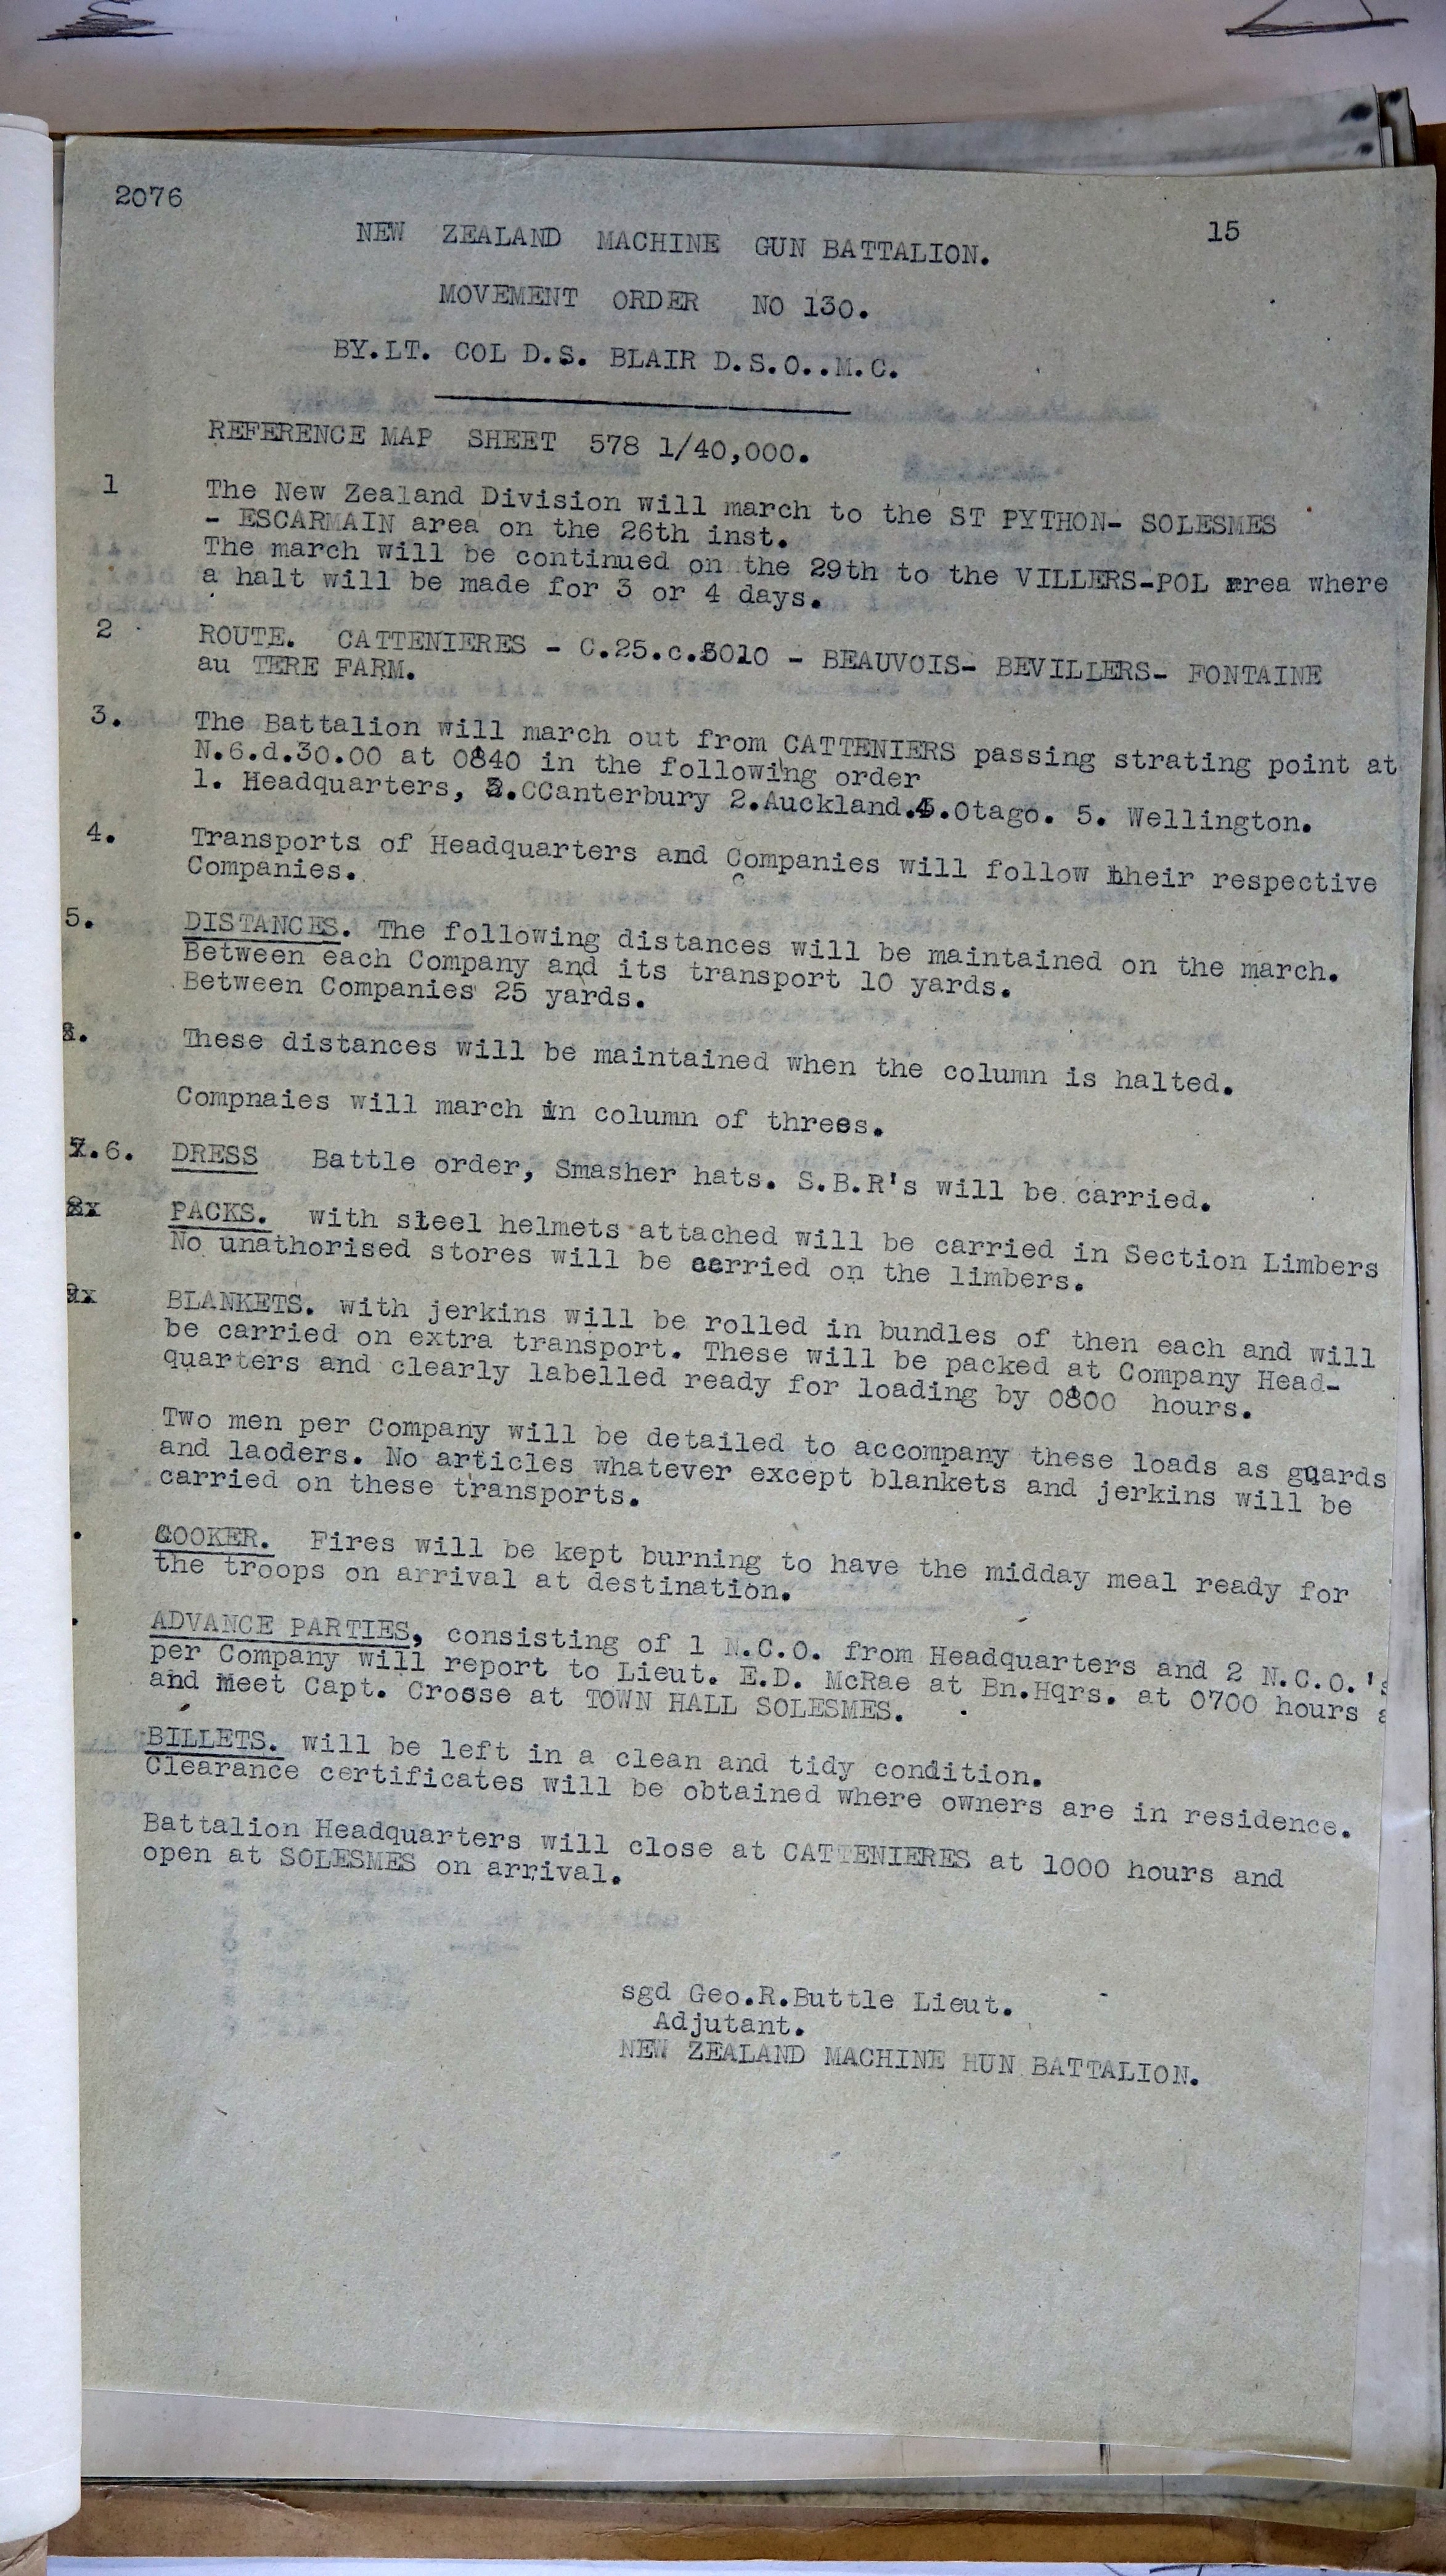 2076
15
NEW ZEALAND MACHINE GUN BATTALION.
MOVEMENT ORDER NO 130.
BY.LT. COL D.S. BLAIR D.S.O..M.C.
REFERENCE MAP SHEET 578 1/40,000.
1 The New Zealand Division will march to the ST PYTHON- SOLESMES
- ESCARMAIN area on the 26th inst.
The march will be continued on the 29th to the VILLERS-POL area where
a halt will be made for 3 or 4 days.
2 ROUTE. CATTENIERES - C.25.c.5010 - BEAUVOIS- BEVILLERS- FONTAINE
au TERE FARM.
3. The Battalion will march out from CATTENIERS passing strating point at
N.6.d.30.00 at 0840 in the following order
1. Headquarters, .CCanterbury 2.Auckland. .Otago. 5. Wellington.
4. Transports of Headquarters and Companies will follow their respective
Companies.
5. DISTANCES. The following distances will be maintained on the march.
Between each Company and its transport 10 yards.
Between Companies 25 yards.
These distances will be maintained when the column is halted.
Compnaies will march in column of threes.
6. DRESS Battle order, Smasher hats. S.B.R's will be carried.
PACKS. with steel helmets attached will be carried in Section Limbers
No unathorised stores will be carried on the limbers.
BLANKETS. with jerkins will be rolled in bundles of then each and will
be carried on extra transport. These will be packed at Company Head-
quarters and clearly labelled ready for loading by 0800 hours.
Two men per Company will be detailed to accompany these loads as guards
and laoders. No articles whatever except blankets and jerkins will be
carried on these transports.
COOKER. Fires will be kept burning to have the midday meal ready for
the troops on arrival at destination.
ADVANCE PARTIES, consisting of 1 N.C.O. from Headquarters and 2 N.C.O.'s
per Company will report to Lieut. E.D. McRae at Bn.Hqrs. at 0700 hours
and meet Capt. Crosse at TOWN HALL SOLESMES.
BILLETS. will be left in a clean and tidy condition.
Clearance certificates will be obtained where owners are in residence.
Battalion Headquarters will close at CATTENIERES at 1000 hours and
open at SOLESMES on arrival.
sgd Geo.R.Buttle Lieut.
Adjutant.
NEW ZEALAND MACHINE HUN BATTALION.